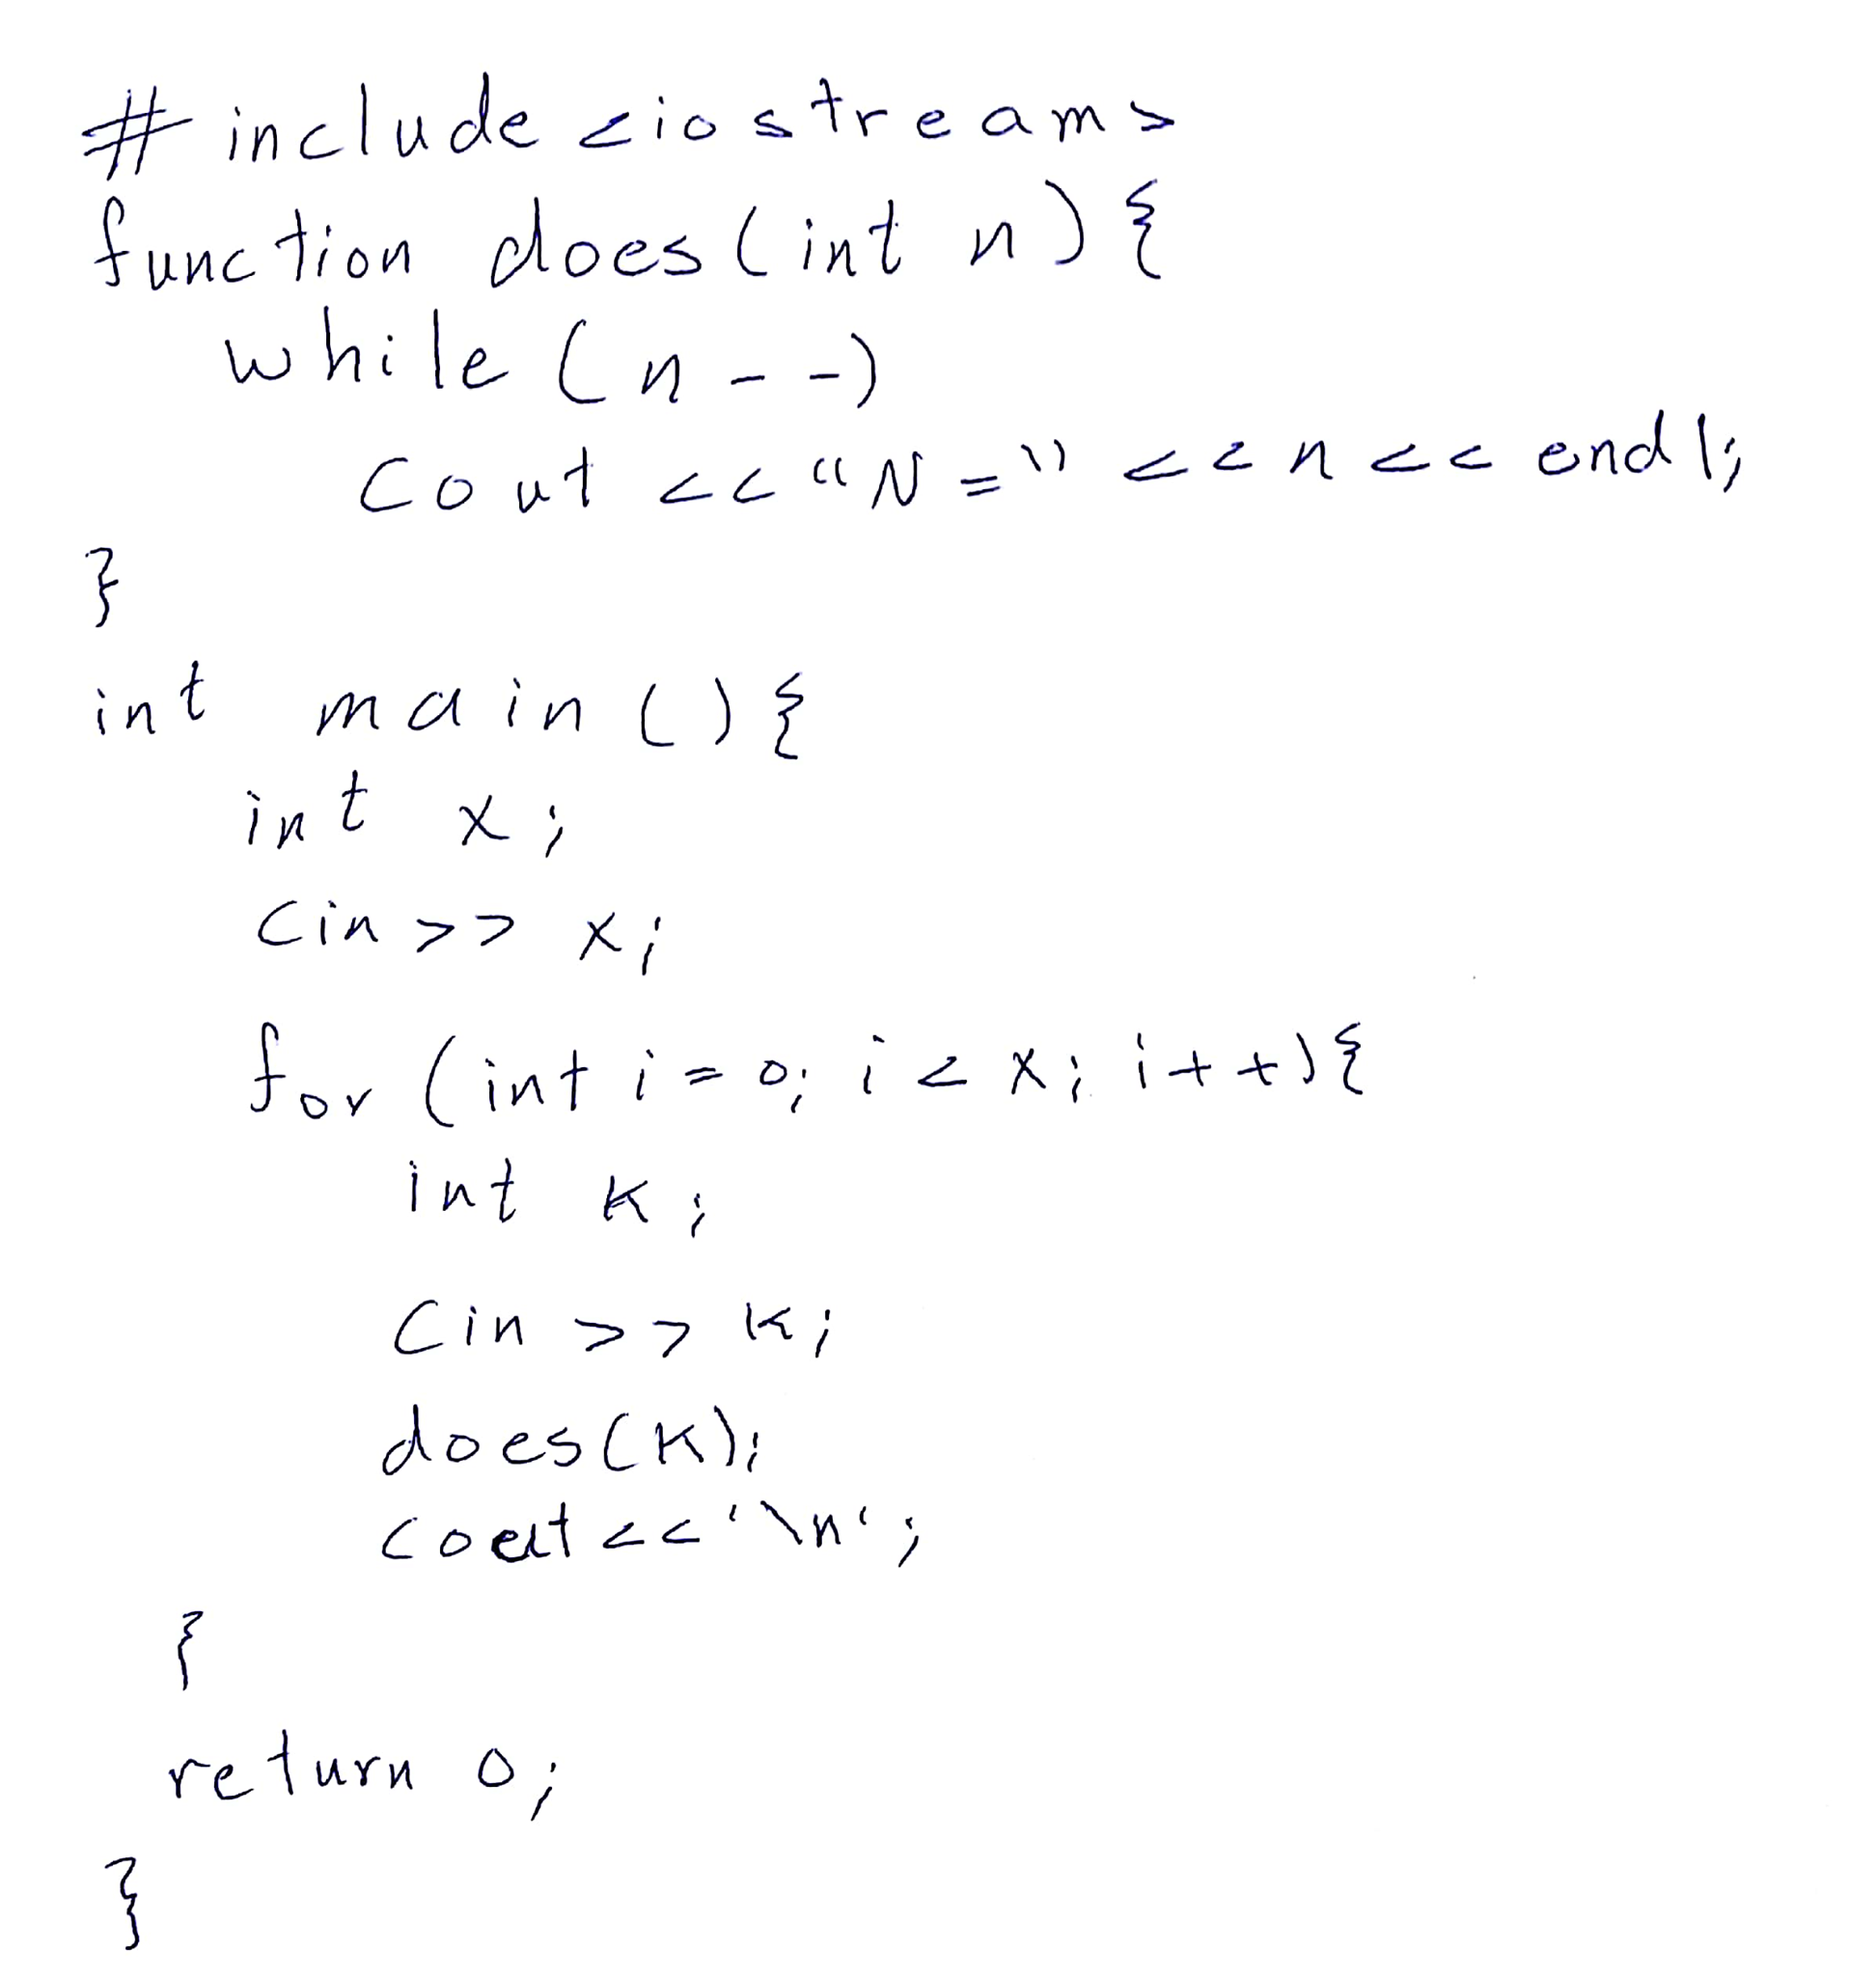 # include <iostream>
function does(int n){
while(n--)
cout << "N=" << n << endl;
}
int main(){
int x;
cin >> x;
for(int i=0; i < x; i++){
int k;
cin >> k;
does(k);
cout<<'\n';
}
return 0;
}